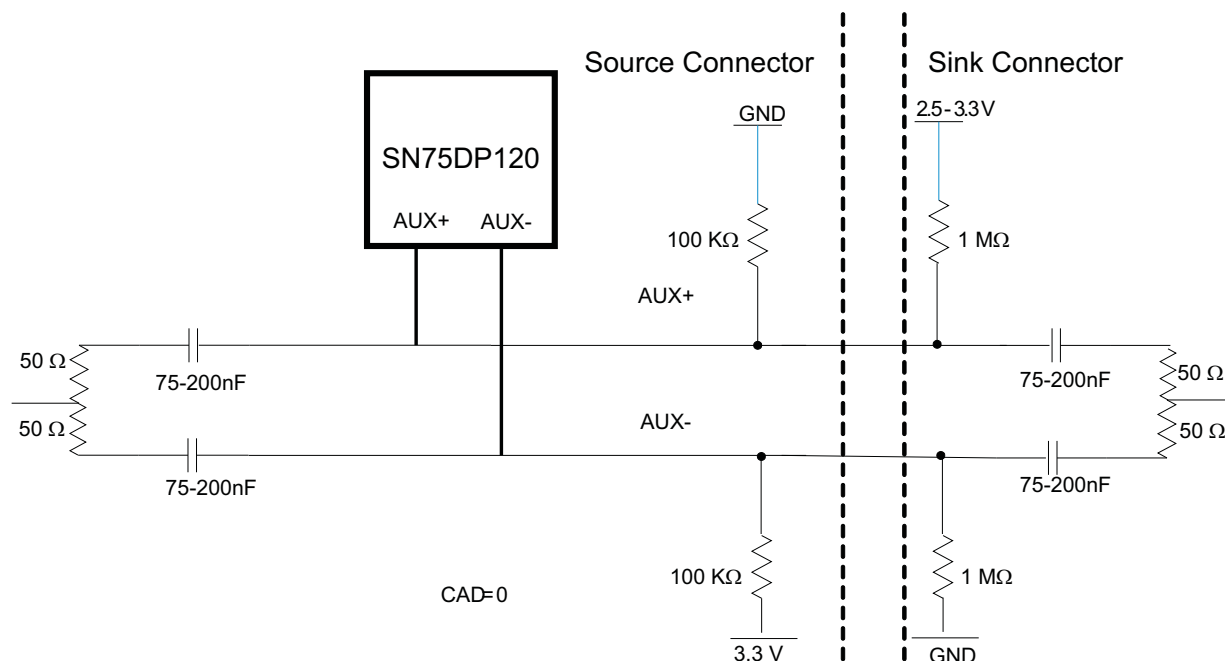 Source Connector
Sink Connector
GND
2.5-3.3V
SN75DP120
AUX+ AUX-
100 KΩ
1 MΩ
AUX+
50 Ω
75-200nF
75-200nF
50 Ω
50 Ω
AUX-
50 Ω
75-200nF
75-200nF
100 KΩ
1 MΩ
CAD=0
3.3 V
GND